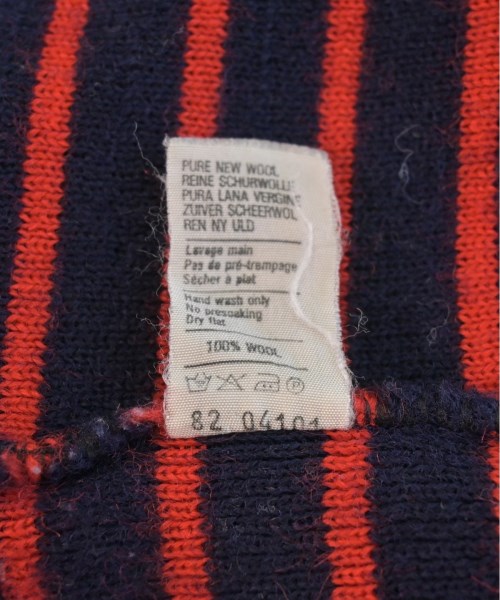 PURE NEW WOOL
REINE SCHURWOLLE
PURA LANA VERGINE
ZUIVER SCHEERWOL
REN NY ULD
Lavage main
Pas de pré-trempage
Sécher à plat
Hand wash only
No presoaking
Dry flat
100% WOOL
P
82 04101